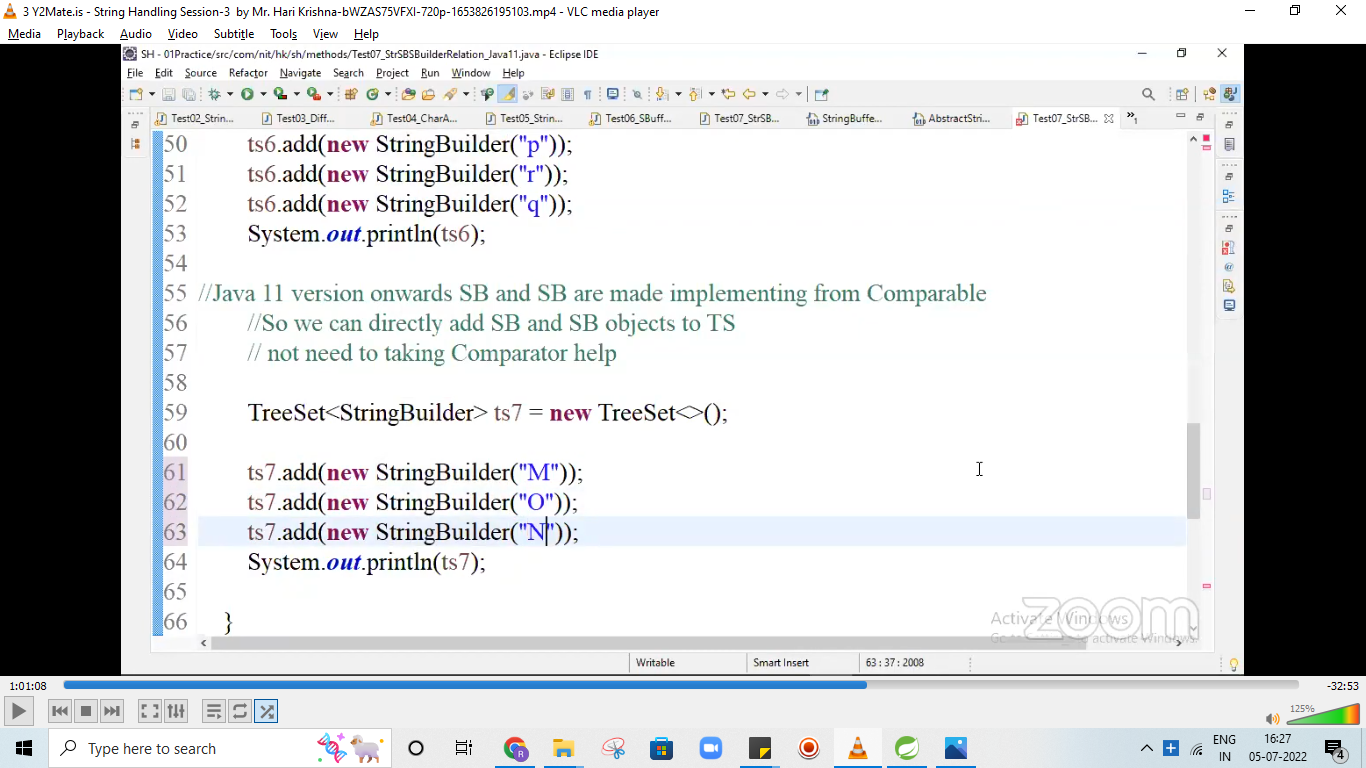 3 Y2Mate.is - String Handling Session-3 by Mr. Hari Krishna-bWZAS75VFXI-720p-1653826195103.mp4 - VLC media player
Media Playback Audio Video Subtitle Tools View Help
SH - 01Practice/src/com/nit/hk/sh/methods/Test07_StrSBSBuilderRelation_Java11.java - Eclipse IDE
File Edit Source Refactor Navigate Search Project Run Window Help
Test02_Strin... Test03_Diff... Test04_CharA... Test05_Strin... Test06_SBuff... Test07_StrSB... StringBuffe... AbstractStri... Test07_StrSB... »1
50 ts6.add(new StringBuilder("p"));
51 ts6.add(new StringBuilder("r"));
52 ts6.add(new StringBuilder("q"));
53 System.out.println(ts6);
54
55 //Java 11 version onwards SB and SB are made implementing from Comparable
56 //So we can directly add SB and SB objects to TS
57 // not need to taking Comparator help
58
59 TreeSet<StringBuilder> ts7 = new TreeSet<>();
60
61 ts7.add(new StringBuilder("M"));
62 ts7.add(new StringBuilder("O"));
63 ts7.add(new StringBuilder("N"));
64 System.out.println(ts7);
65
66 }
zoom
Activate Windows
Writable Smart Insert 63 : 37 : 2008
1:01:08 -32:53
125%
Type here to search
ENG 16:27
IN 05-07-2022 4